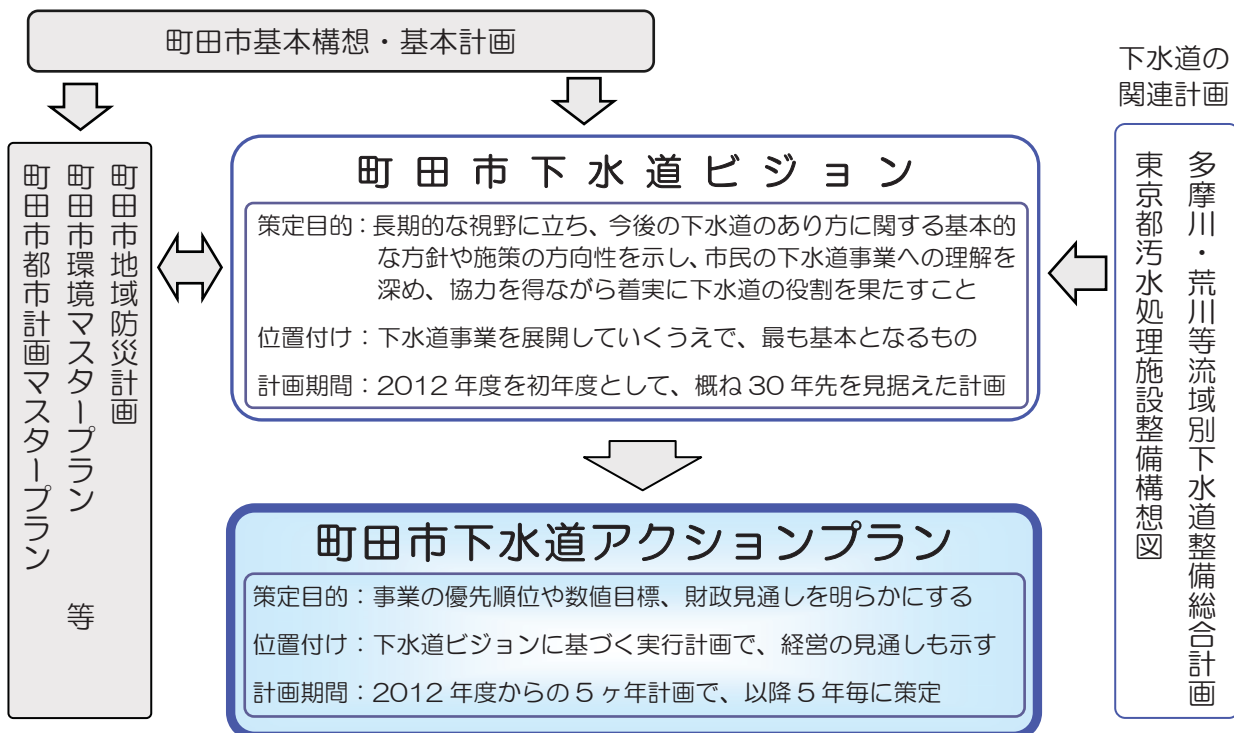 町田市基本構想・基本計画
町田市地域防災計画
町田市環境マスタープラン 等
町田市都市計画マスタープラン
町田市下水道ビジョン
策定目的：長期的な視野に立ち、今後の下水道のあり方に関する基本的
な方針や施策の方向性を示し、市民の下水道事業への理解を
深め、協力を得ながら着実に下水道の役割を果たすこと
位置付け：下水道事業を展開していくうえで、最も基本となるもの
計画期間：2012 年度を初年度として、概ね 30 年先を見据えた計画
下水道の
関連計画
多摩川・荒川等流域別下水道整備総合計画
東京都汚水処理施設整備構想図
町田市下水道アクションプラン
策定目的：事業の優先順位や数値目標、財政見通しを明らかにする
位置付け：下水道ビジョンに基づく実行計画で、経営の見通しも示す
計画期間：2012 年度からの 5 ヶ年計画で、以降 5 年毎に策定